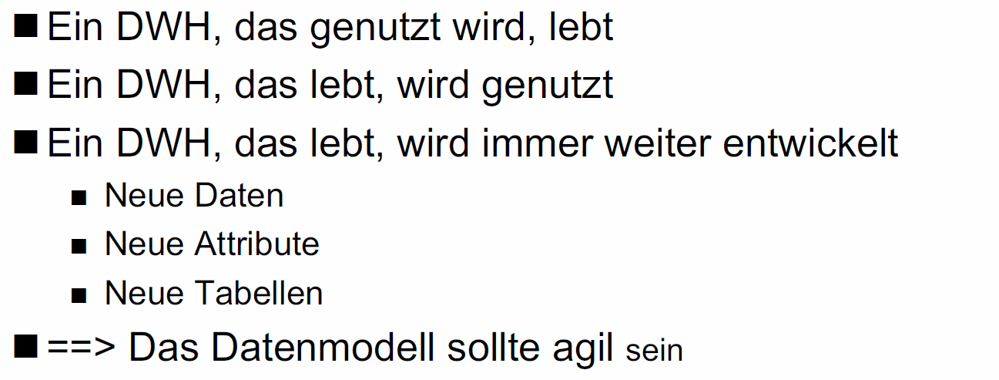 ■ Ein DWH, das genutzt wird, lebt
■ Ein DWH, das lebt, wird genutzt
■ Ein DWH, das lebt, wird immer weiter entwickelt
■ Neue Daten
■ Neue Attribute
■ Neue Tabellen
■ ==> Das Datenmodell sollte agil sein